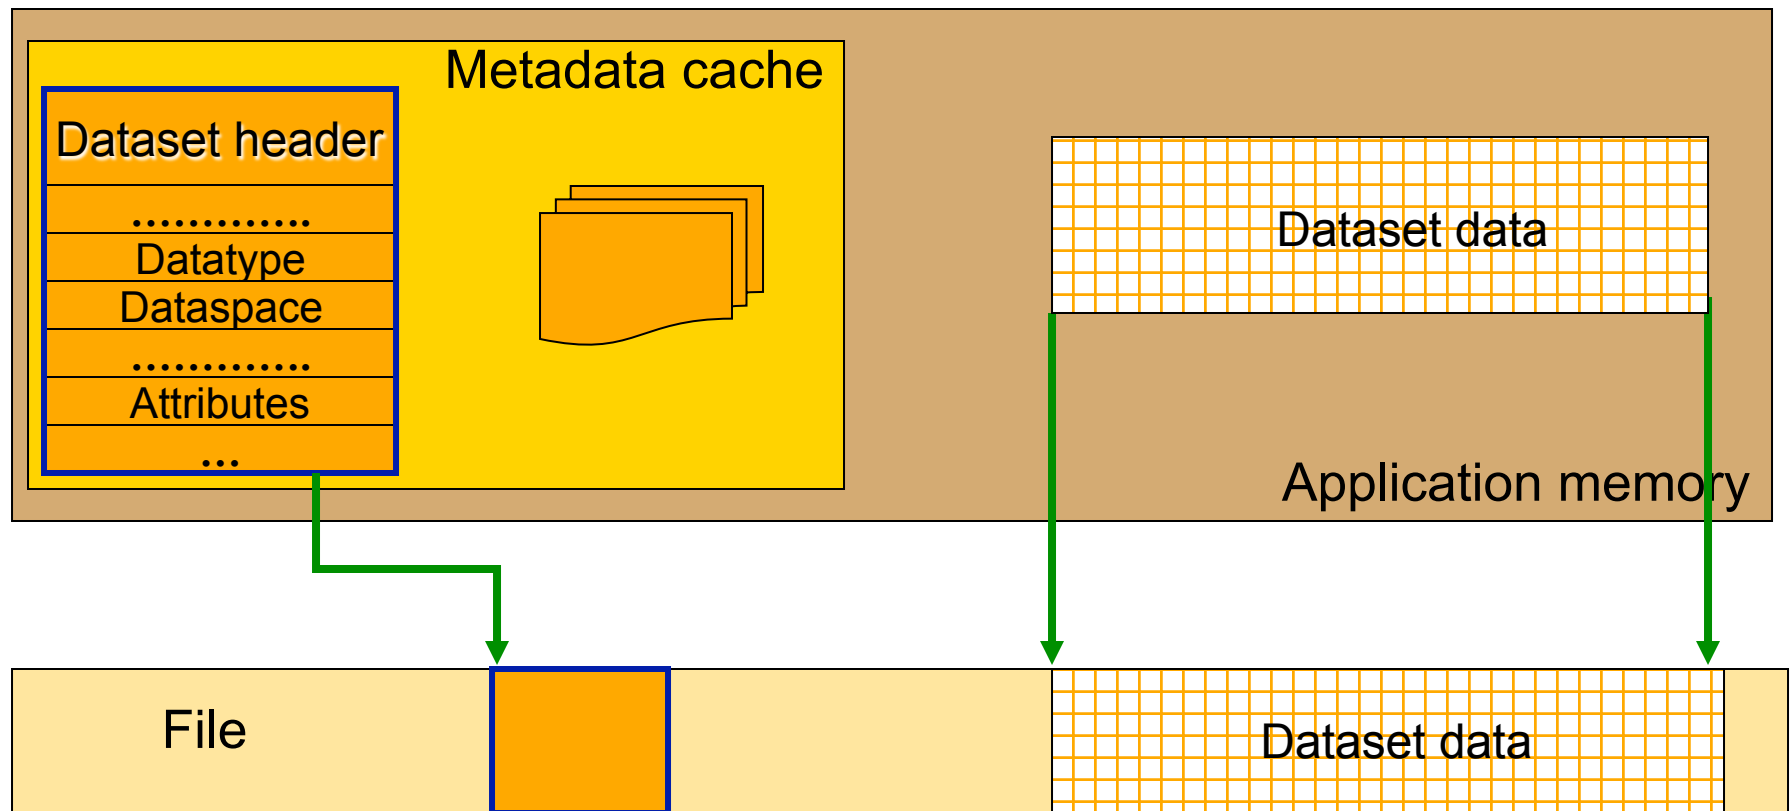 Metadata cache
Dataset header
………….
Datatype
Dataspace
………….
Attributes
…
Dataset data
Application memory
File
Dataset data